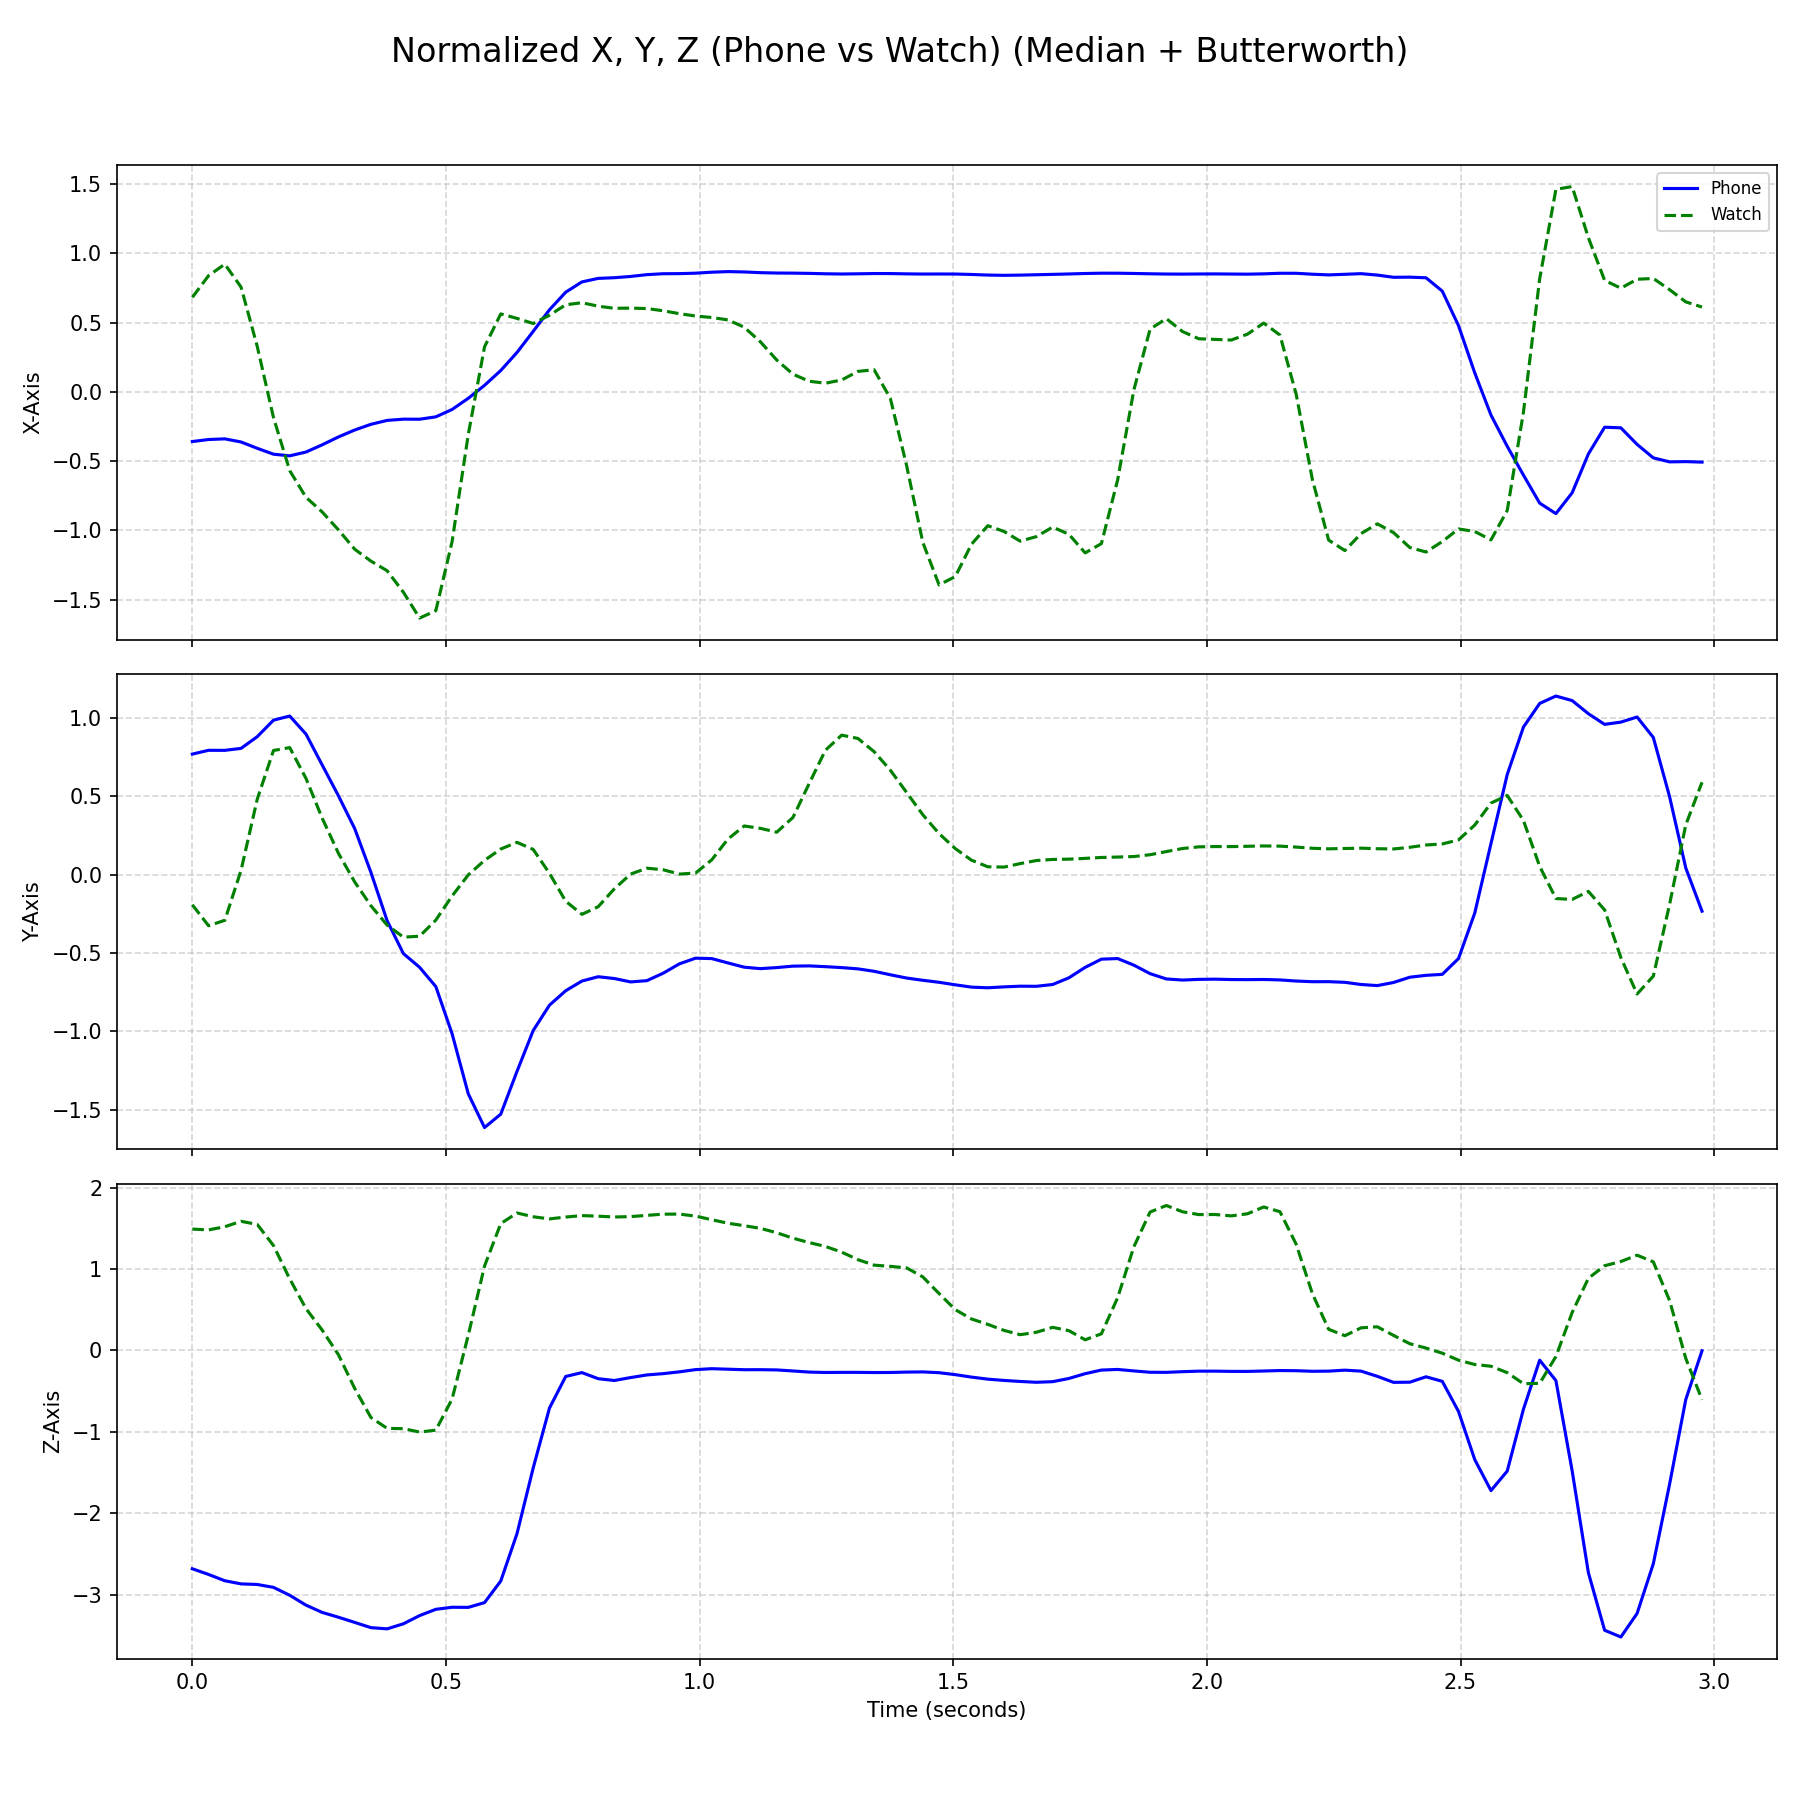 Normalized X, Y, Z (Phone vs Watch) (Median + Butterworth)
Phone
Watch
1.5
1.0
0.5
0.0
−0.5
−1.0
−1.5
X-Axis
1.0
0.5
0.0
−0.5
−1.0
−1.5
Y-Axis
2
1
0
−1
−2
−3
Z-Axis
0.0 0.5 1.0 1.5 2.0 2.5 3.0
Time (seconds)